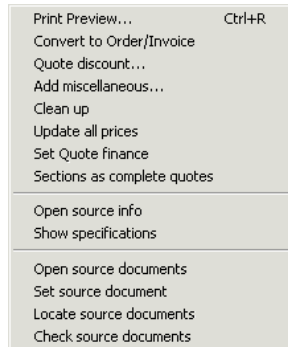 Print Preview... Ctrl+R
Convert to Order/Invoice
Quote discount...
Add miscellaneous...
Clean up
Update all prices
Set Quote finance
Sections as complete quotes
Open source info
Show specifications
Open source documents
Set source document
Locate source documents
Check source documents